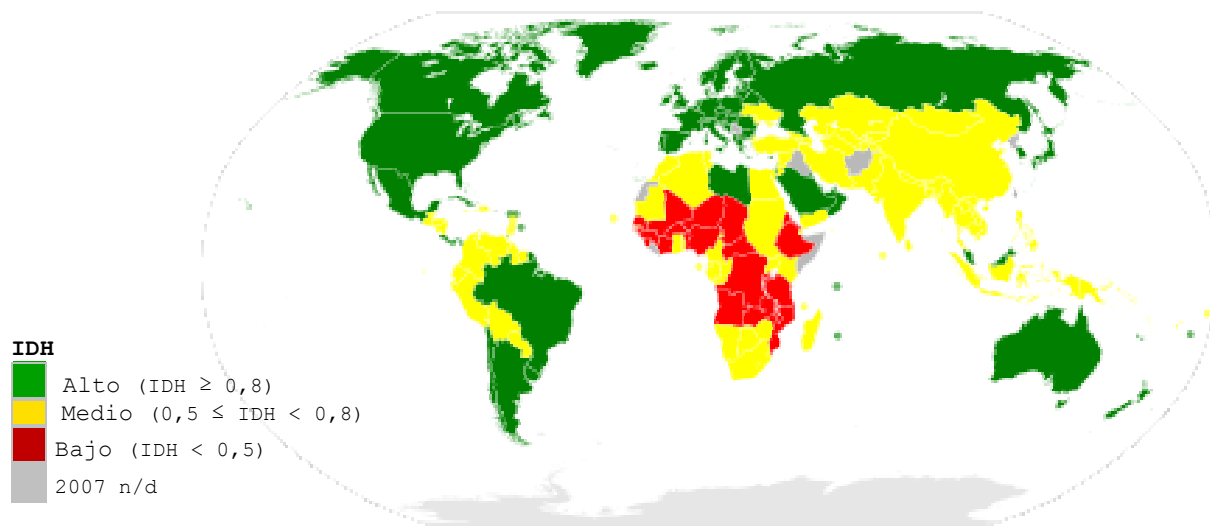 IDH
Alto (IDH ≥ 0,8)
Medio (0,5 ≤ IDH < 0,8)
Bajo (IDH < 0,5)
2007 n/d